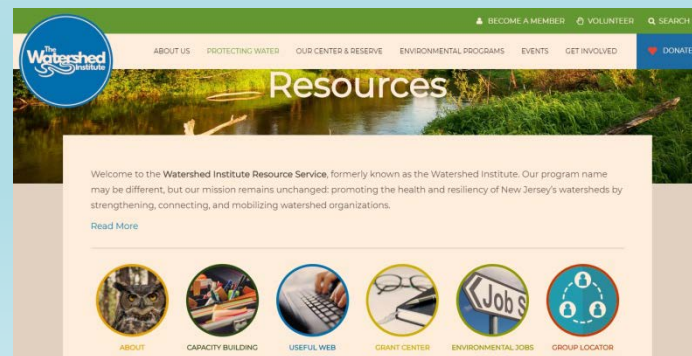 BECOME A MEMBER VOLUNTEER SEARCH
The
Watershed
Institute
ABOUT US PROTECTING WATER OUR CENTER & RESERVE ENVIRONMENTAL PROGRAMS EVENTS GET INVOLVED DONATE
Resources
Welcome to the Watershed Institute Resource Service, formerly known as the Watershed Institute. Our program name
may be different, but our mission remains unchanged: promoting the health and resiliency of New Jersey's watersheds by
strengthening, connecting, and mobilizing watershed organizations.
Read More
Job s
ABOUT CAPACITY BUILDING USEFUL WEB GRANT CENTER ENVIRONMENTAL JOBS GROUP LOCATOR